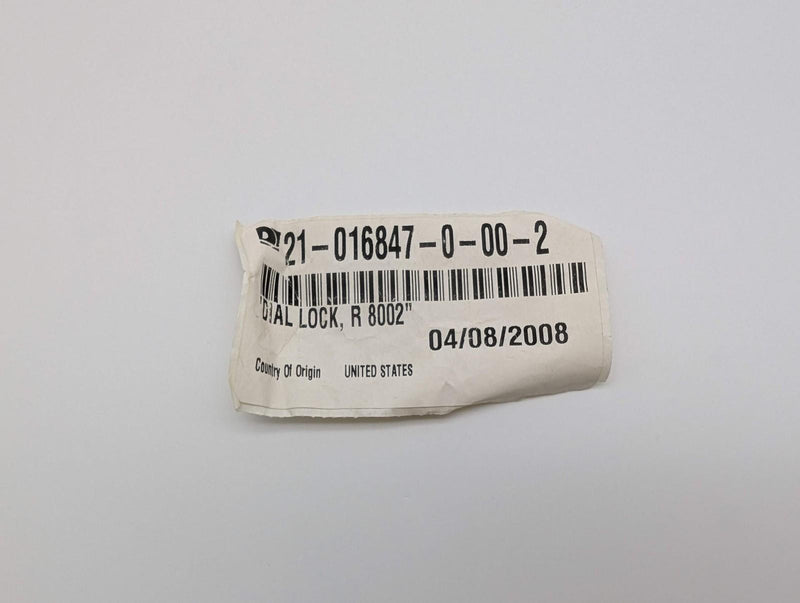 21-016847-0-00-2
"DIAL LOCK, R 8002"
04/08/2008
Country Of Origin UNITED STATES